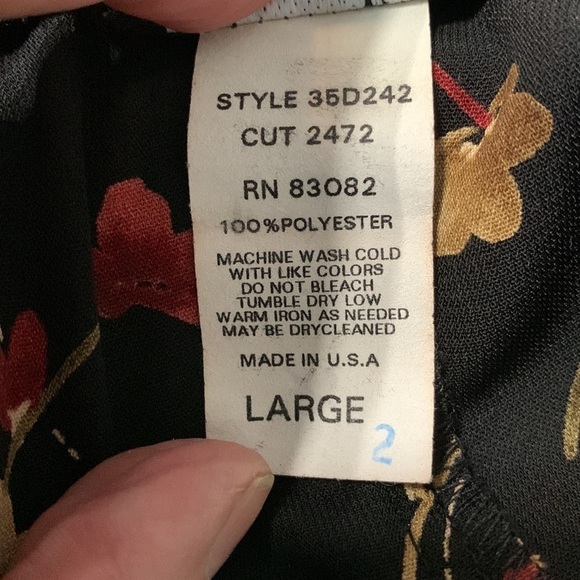 STYLE 35D242
CUT 2472
RN 83082
100%POLYESTER
MACHINE WASH COLD
WITH LIKE COLORS
DO NOT BLEACH
TUMBLE DRY LOW
WARM IRON AS NEEDED
MAY BE DRYCLEANED
MADE IN U.S.A
LARGE
2